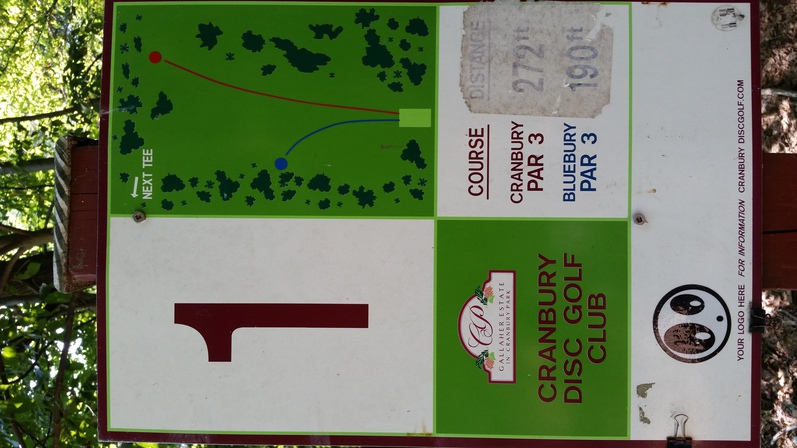 1
NEXT TEE
CP
GALLAHER ESTATE
IN CRANBURY PARK
CRANBURY
DISC GOLF
CLUB
COURSE DISTANCE
CRANBURY
PAR 3
272ft
BLUEBURY
PAR 3
190ft
YOUR LOGO HERE FOR INFORMATION CRANBURY DISCGOLF.COM